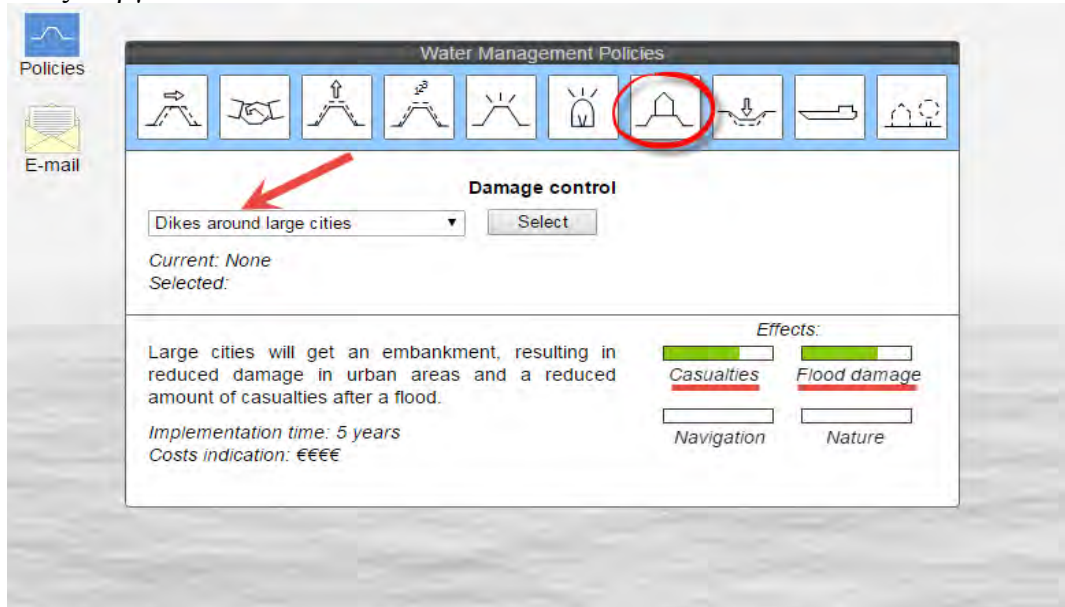 Policies
E-mail
Water Management Policies
123
Damage control
Dikes around large cities
Select
Current: None
Selected:
Large cities will get an embankment, resulting in
reduced damage in urban areas and a reduced
amount of casualties after a flood.
Implementation time: 5 years
Costs indication: €€€€
Effects:
Casualties Flood damage
Navigation Nature